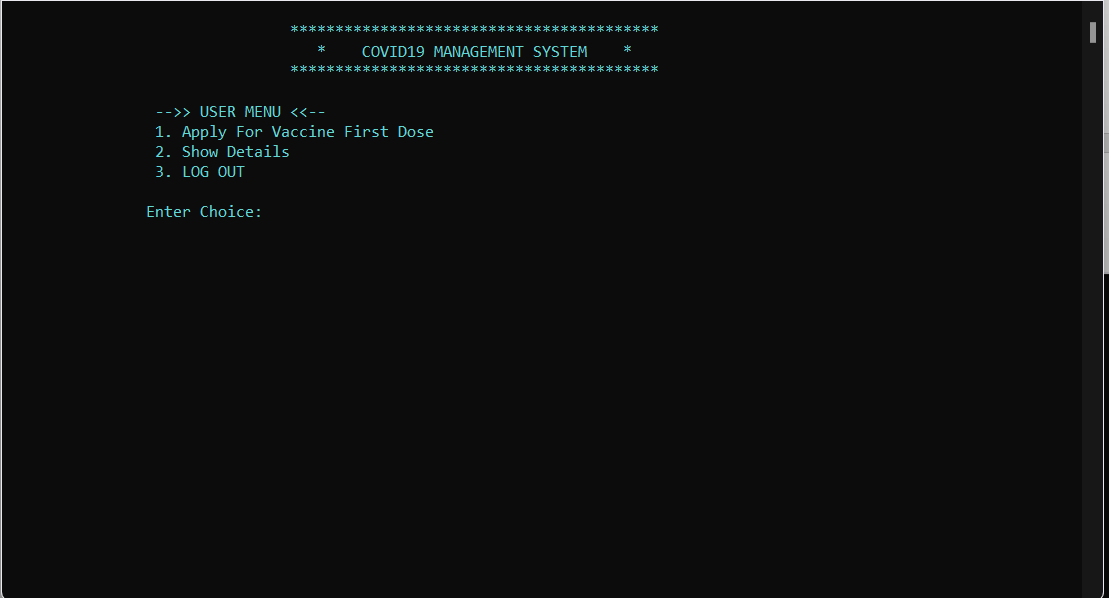 *****************************************
*    COVID19 MANAGEMENT SYSTEM    *
*****************************************
-->> USER MENU <<--
1. Apply For Vaccine First Dose
2. Show Details
3. LOG OUT
Enter Choice: